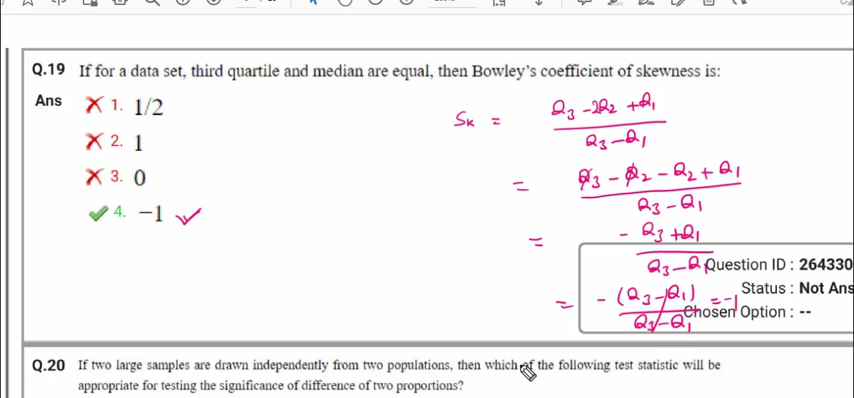 Q.19 If for a data set, third quartile and median are equal, then Bowley's coefficient of skewness is:
Ans 1. 1/2
2. 1
3. 0
4. −1
Sk = Q3 - 2Q2 + Q1 / Q3 - Q1
= Q3 - Q2 - Q2 + Q1 / Q3 - Q1
= - Q3 + Q1 / Q3 - Q1
= - (Q3 - Q1) / Q3 - Q1 = -1
Question ID : 264330
Status : Not Ans
Chosen Option : --
Q.20 If two large samples are drawn independently from two populations, then which of the following test statistic will be
appropriate for testing the significance of difference of two proportions?